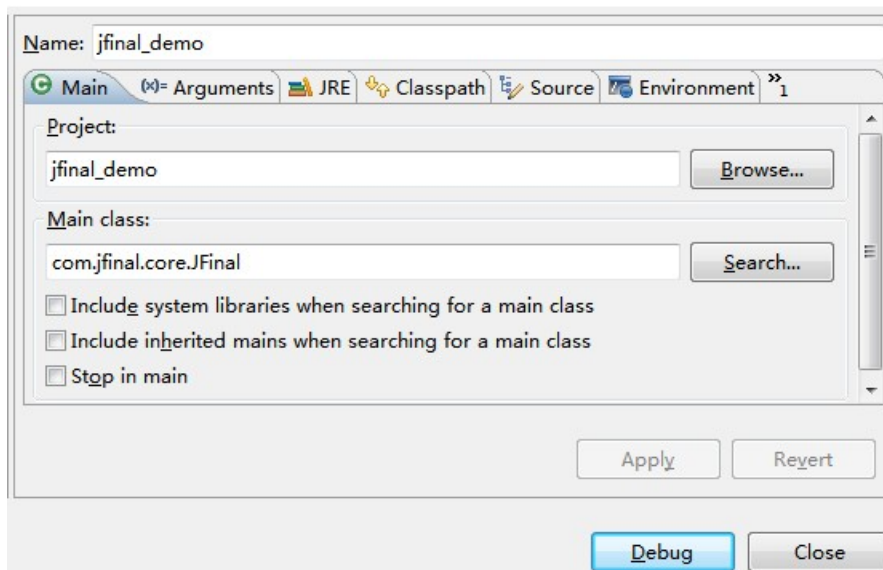 Name: jfinal_demo
Main (x)= Arguments JRE Classpath Source Environment »1
Project:
jfinal_demo Browse...
Main class:
com.jfinal.core.JFinal Search...
Include system libraries when searching for a main class
Include inherited mains when searching for a main class
Stop in main
Apply Revert
Debug Close